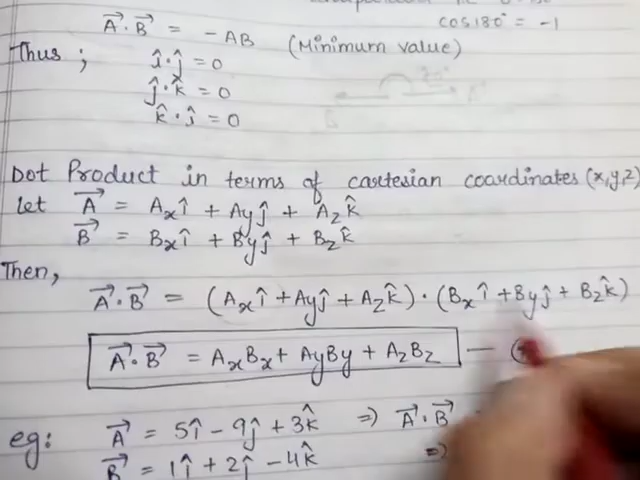 cos180° = -1
A⃗·B⃗ = -AB (Minimum value)
Thus; î·ĵ = 0
ĵ·k̂ = 0
k̂·ĵ = 0
Dot Product in terms of cartesian coordinates (x,y,z)
let A⃗ = Axî + Ayĵ + Azk̂
B⃗ = Bxî + Byĵ + Bzk̂
Then,
A⃗·B⃗ = (Axî + Ayĵ + Azk̂)·(Bxî + Byĵ + Bzk̂)
A⃗·B⃗ = AxBx + AyBy + AzBz —
eg: A⃗ = 5î - 9ĵ + 3k̂ ⇒ A⃗·B⃗
B⃗ = 1î + 2ĵ - 4k̂ ⇒